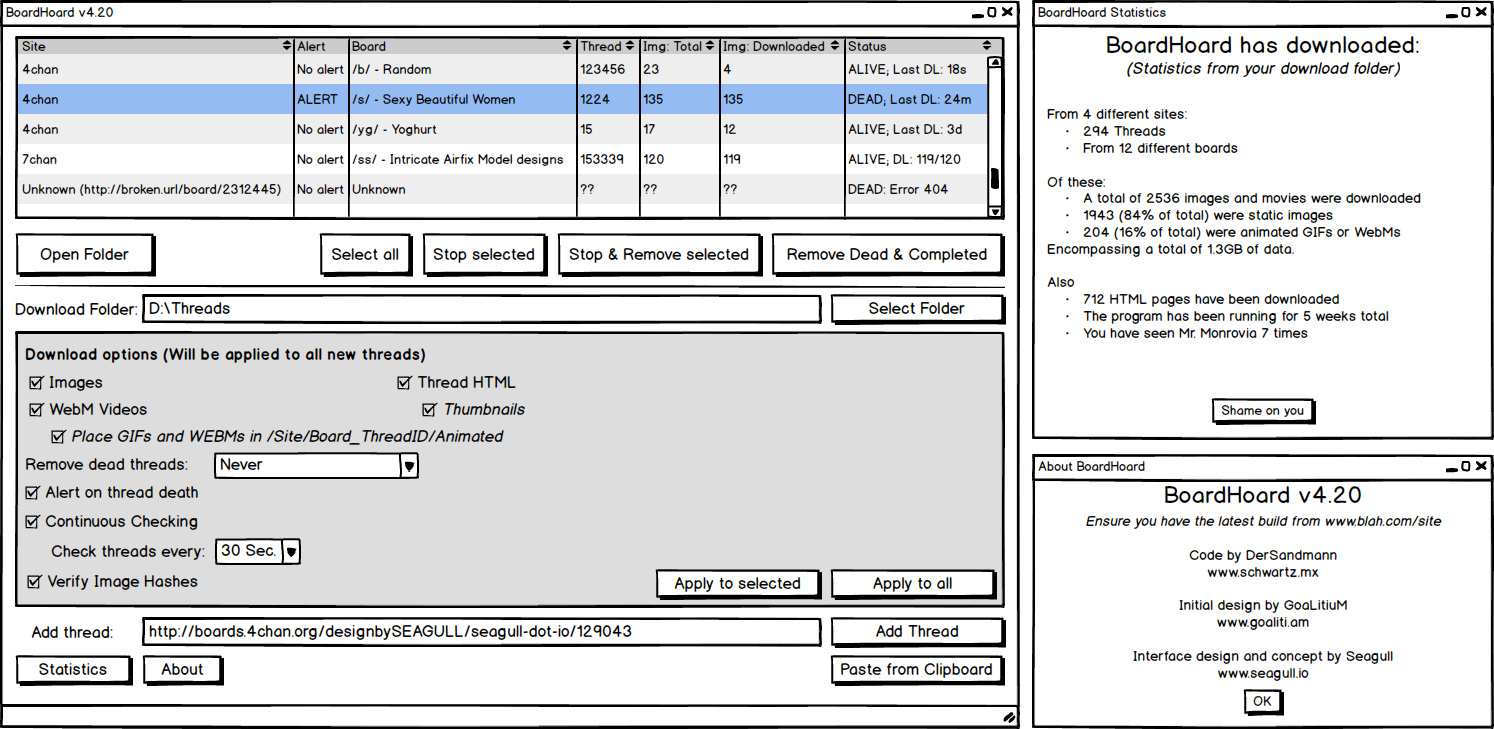 BoardHoard v4.20
Site Alert Board Thread Img: Total Img: Downloaded Status
4chan No alert /b/ - Random 123456 23 4 ALIVE; Last DL: 18s
4chan ALERT /s/ - Sexy Beautiful Women 1224 135 135 DEAD; Last DL: 24m
4chan No alert /yg/ - Yoghurt 15 17 12 ALIVE; Last DL: 3d
7chan No alert /ss/ - Intricate Airfix Model designs 153339 120 119 ALIVE; DL: 119/120
Unknown (http://broken.url/board/2312445) No alert Unknown ?? ?? ?? DEAD: Error 404
Open Folder Select all Stop selected Stop & Remove selected Remove Dead & Completed
Download Folder: D:\Threads Select Folder
Download options (Will be applied to all new threads)
Images Thread HTML
WebM Videos Thumbnails
Place GIFs and WEBMs in /Site/Board_ThreadID/Animated
Remove dead threads: Never
Alert on thread death
Continuous Checking
Check threads every: 30 Sec.
Verify Image Hashes Apply to selected Apply to all
Add thread: http://boards.4chan.org/designbySEAGULL/seagull-dot-io/129043 Add Thread
Statistics About Paste from Clipboard
BoardHoard Statistics
BoardHoard has downloaded:
(Statistics from your download folder)
From 4 different sites:
· 294 Threads
· From 12 different boards
Of these:
· A total of 2536 images and movies were downloaded
· 1943 (84% of total) were static images
· 204 (16% of total) were animated GIFs or WebMs
Encompassing a total of 1.3GB of data.
Also
· 712 HTML pages have been downloaded
· The program has been running for 5 weeks total
· You have seen Mr. Monrovia 7 times
Shame on you
About BoardHoard
BoardHoard v4.20
Ensure you have the latest build from www.blah.com/site
Code by DerSandmann
www.schwartz.mx
Initial design by GoaLitiuM
www.goaliti.am
Interface design and concept by Seagull
www.seagull.io
OK